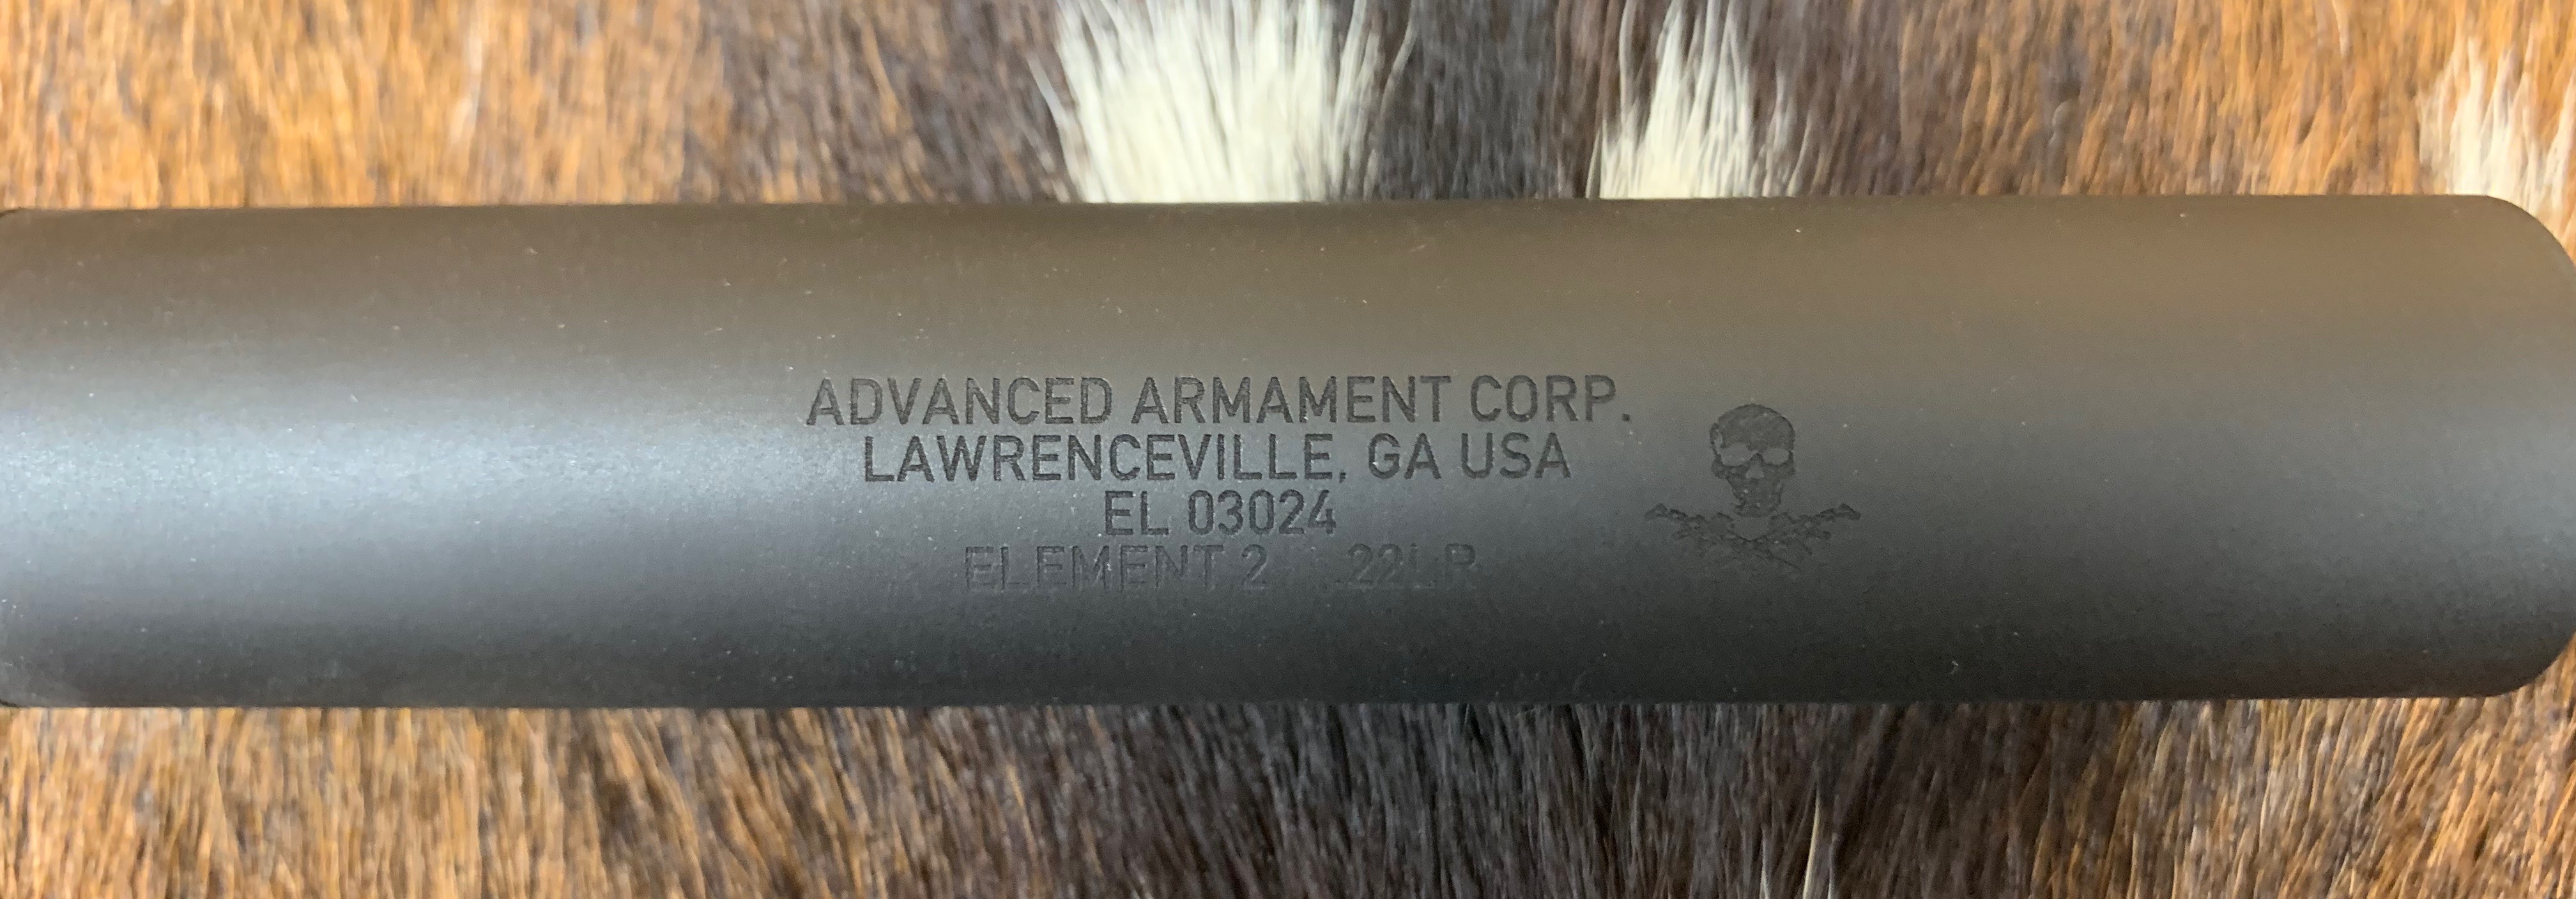 ADVANCED ARMAMENT CORP.
LAWRENCEVILLE, GA USA
EL 03024
ELEMENT 2 .22LR